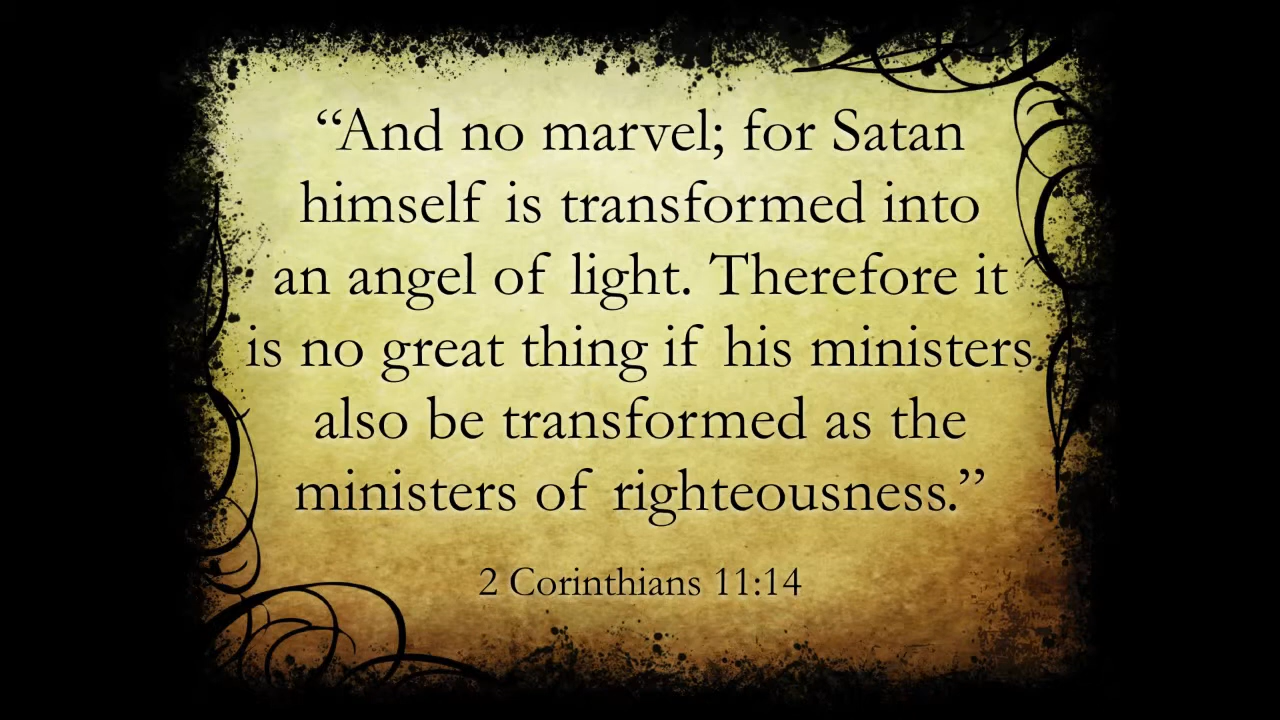 “And no marvel; for Satan
himself is transformed into
an angel of light. Therefore it
is no great thing if his ministers
also be transformed as the
ministers of righteousness.”
2 Corinthians 11:14